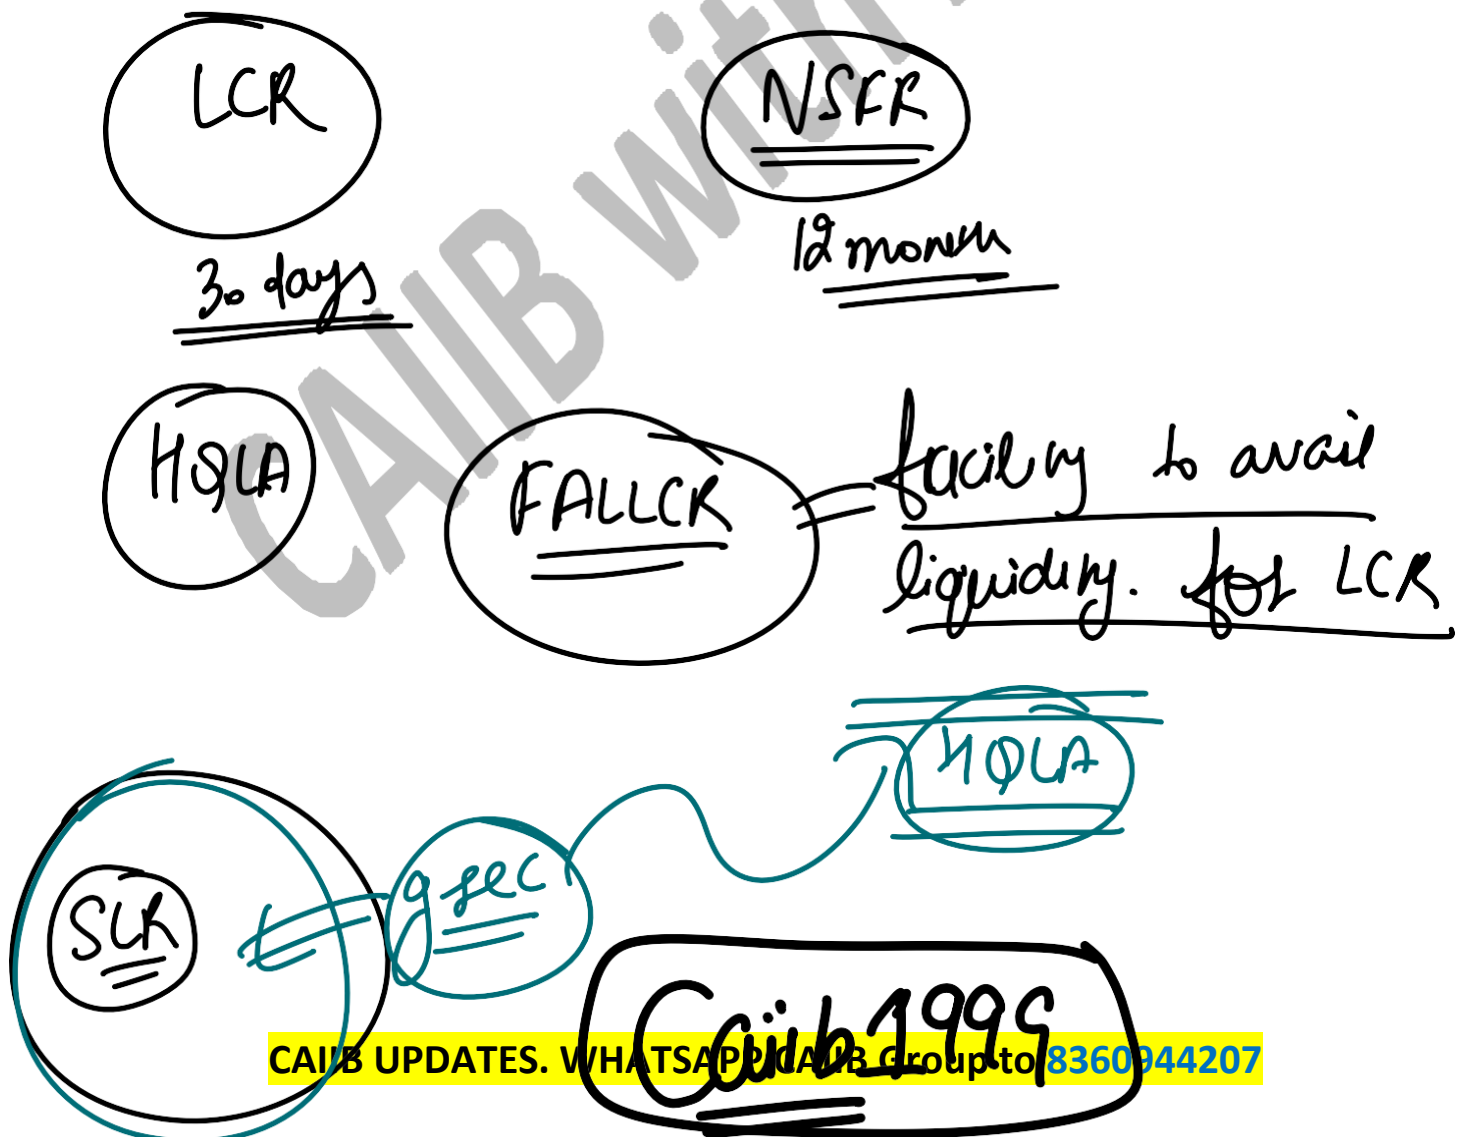 LCR
NSFR
30 days
12 month
HQLA
FALLCR = facility to avail
liquidity. for LCR
HQLA
SLR
gsec
Caiib1999
CAIIB UPDATES. WHATSAPP CAIIB Group to 8360944207
CAIIB with